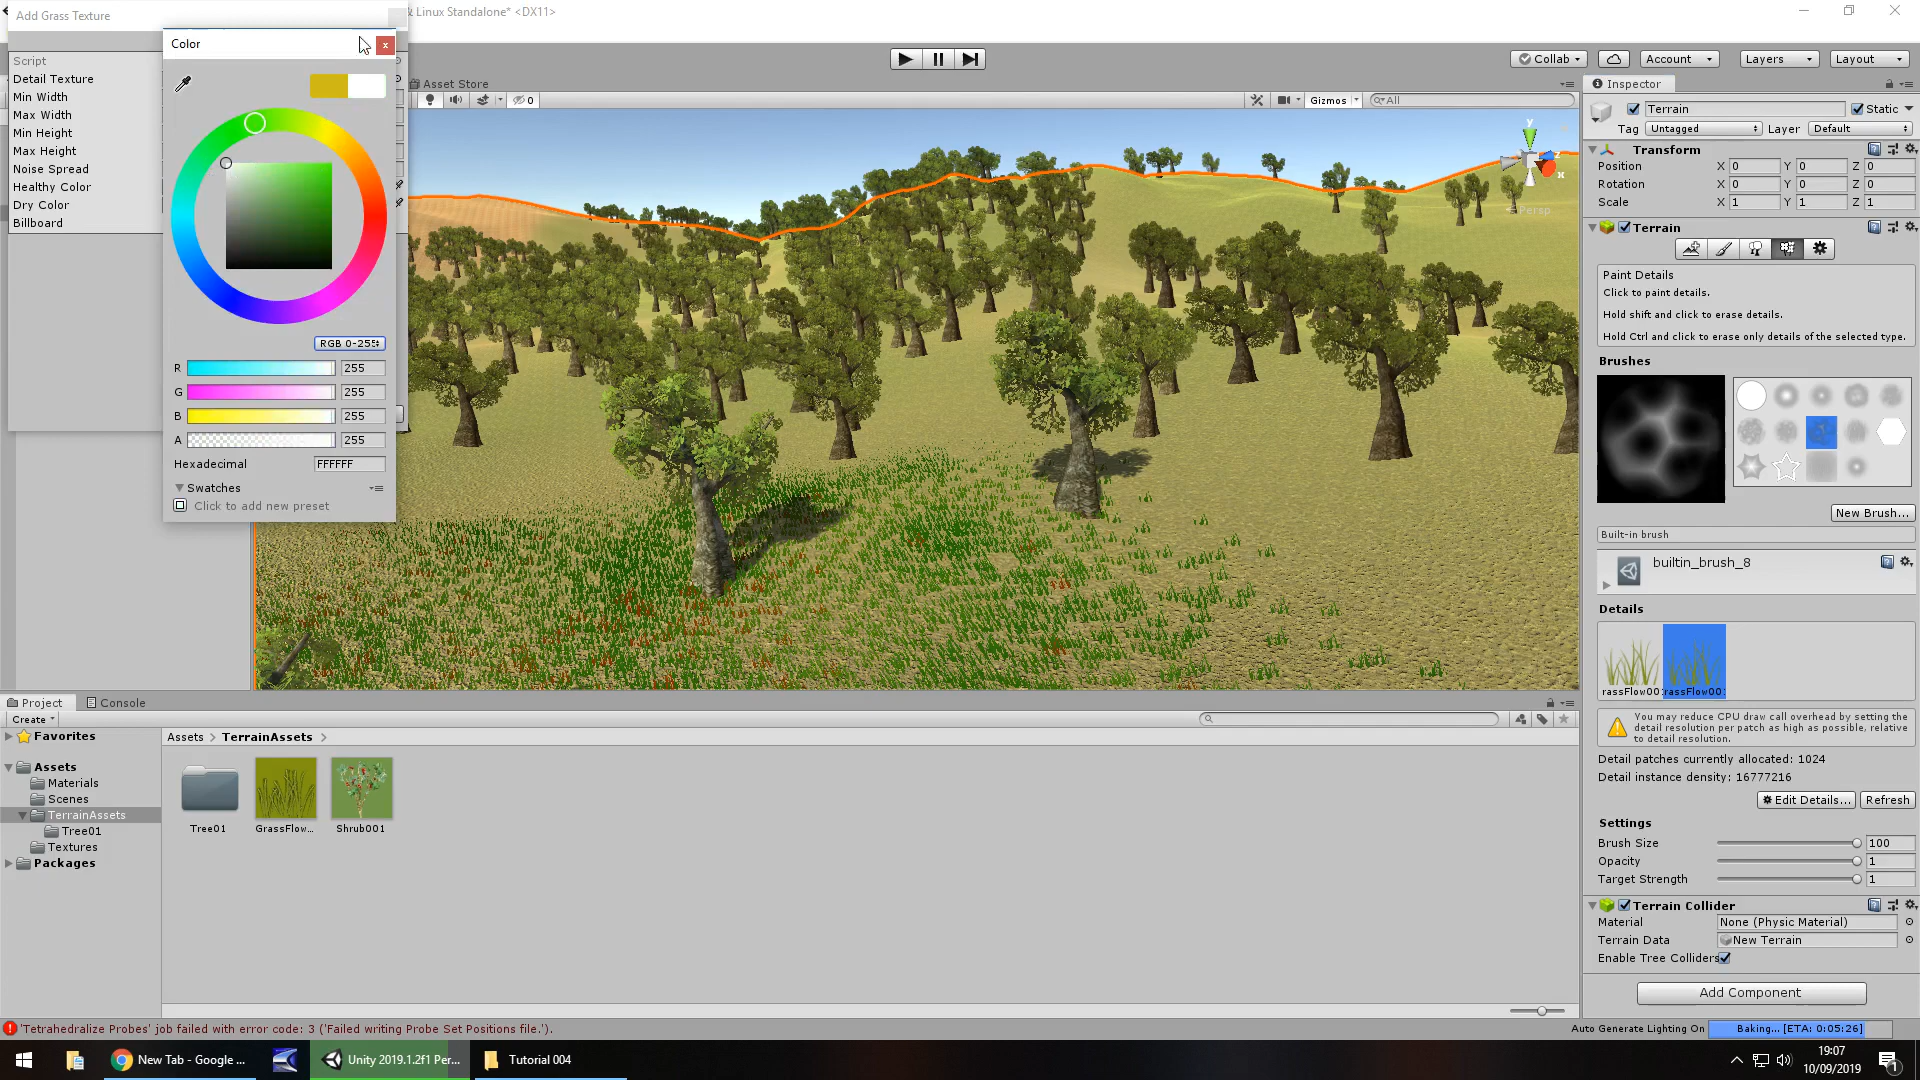 Add Grass Texture
& Linux Standalone* <DX11>
Color
Script
Detail Texture
Min Width
Max Width
Min Height
Max Height
Noise Spread
Healthy Color
Dry Color
Billboard
RGB 0-255
R 255
G 255
B 255
A 255
Hexadecimal FFFFFF
Swatches
Click to add new preset
Collab Account Layers Layout
Asset Store
0
Gizmos All
y
x
Persp
Inspector
Terrain Static
Tag Untagged Layer Default
Transform
Position X 0 Y 0 Z 0
Rotation X 0 Y 0 Z 0
Scale X 1 Y 1 Z 1
Terrain
Paint Details
Click to paint details.
Hold shift and click to erase details.
Hold Ctrl and click to erase only details of the selected type.
Brushes
New Brush...
Built-in brush
builtin_brush_8
Details
rassFlow00 rassFlow00
You may reduce CPU draw call overhead by setting the
detail resolution per patch as high as possible, relative
to detail resolution.
Detail patches currently allocated: 1024
Detail instance density: 16777216
Edit Details... Refresh
Settings
Brush Size 100
Opacity 1
Target Strength 1
Terrain Collider
Material None (Physic Material)
Terrain Data New Terrain
Enable Tree Colliders
Add Component
Project Console
Create
Favorites
Assets
Materials
Scenes
TerrainAssets
Tree01
Textures
Packages
Assets > TerrainAssets >
Tree01 GrassFlow... Shrub001
'Tetrahedralize Probes' job failed with error code: 3 ('Failed writing Probe Set Positions file.').
Auto Generate Lighting On Baking... [ETA: 0:05:26]
New Tab - Google ... Unity 2019.1.2f1 Per... Tutorial 004
19:07
10/09/2019
1